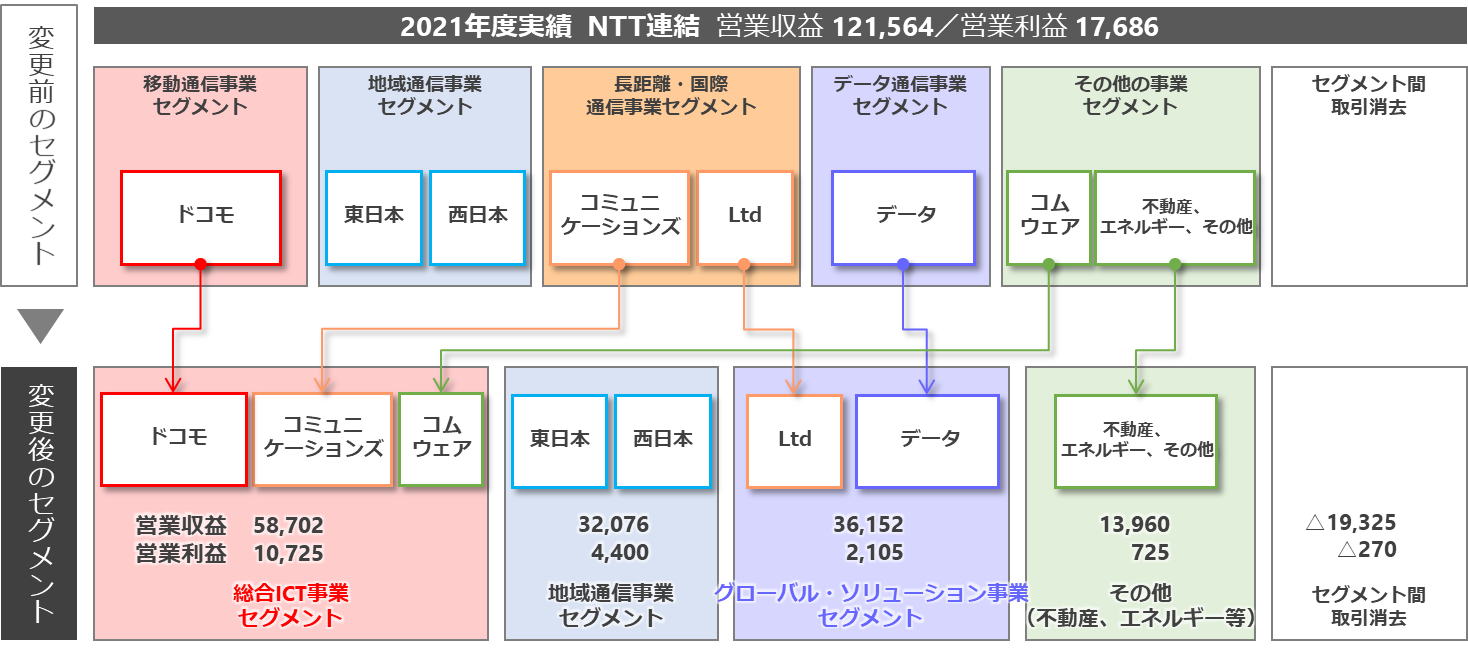 2021年度実績 NTT連結 営業収益 121,564／営業利益 17,686
変更前のセグメント
移動通信事業
セグメント
ドコモ
地域通信事業
セグメント
東日本
西日本
長距離・国際
通信事業セグメント
コミュニ
ケーションズ
Ltd
データ通信事業
セグメント
データ
その他の事業
セグメント
コム
ウェア
不動産、
エネルギー、その他
セグメント間
取引消去
変更後のセグメント
ドコモ
コミュニ
ケーションズ
コム
ウェア
営業収益 58,702
営業利益 10,725
総合ICT事業
セグメント
東日本
西日本
32,076
4,400
地域通信事業
セグメント
Ltd
データ
36,152
2,105
グローバル・ソリューション事業
セグメント
不動産、
エネルギー、その他
13,960
725
その他
（不動産、エネルギー等）
△19,325
△270
セグメント間
取引消去